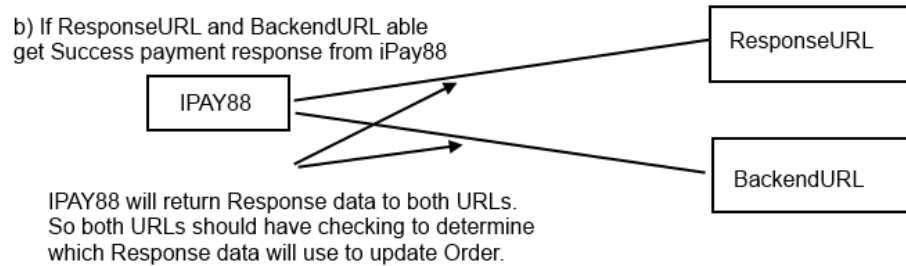 b) If ResponseURL and BackendURL able
get Success payment response from iPay88
ResponseURL
IPAY88
BackendURL
IPAY88 will return Response data to both URLs.
So both URLs should have checking to determine
which Response data will use to update Order.